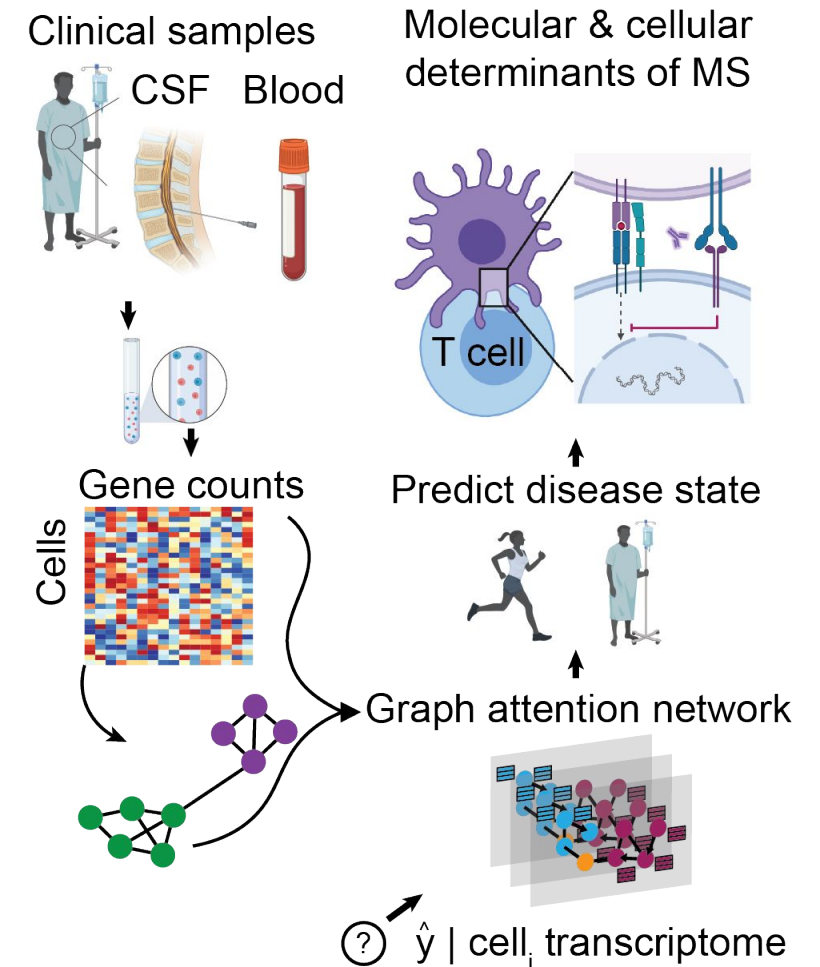 Clinical samples
CSF Blood
Gene counts
Cells
Molecular & cellular
determinants of MS
T cell
Predict disease state
Graph attention network
? ŷ | cellᵢ transcriptome